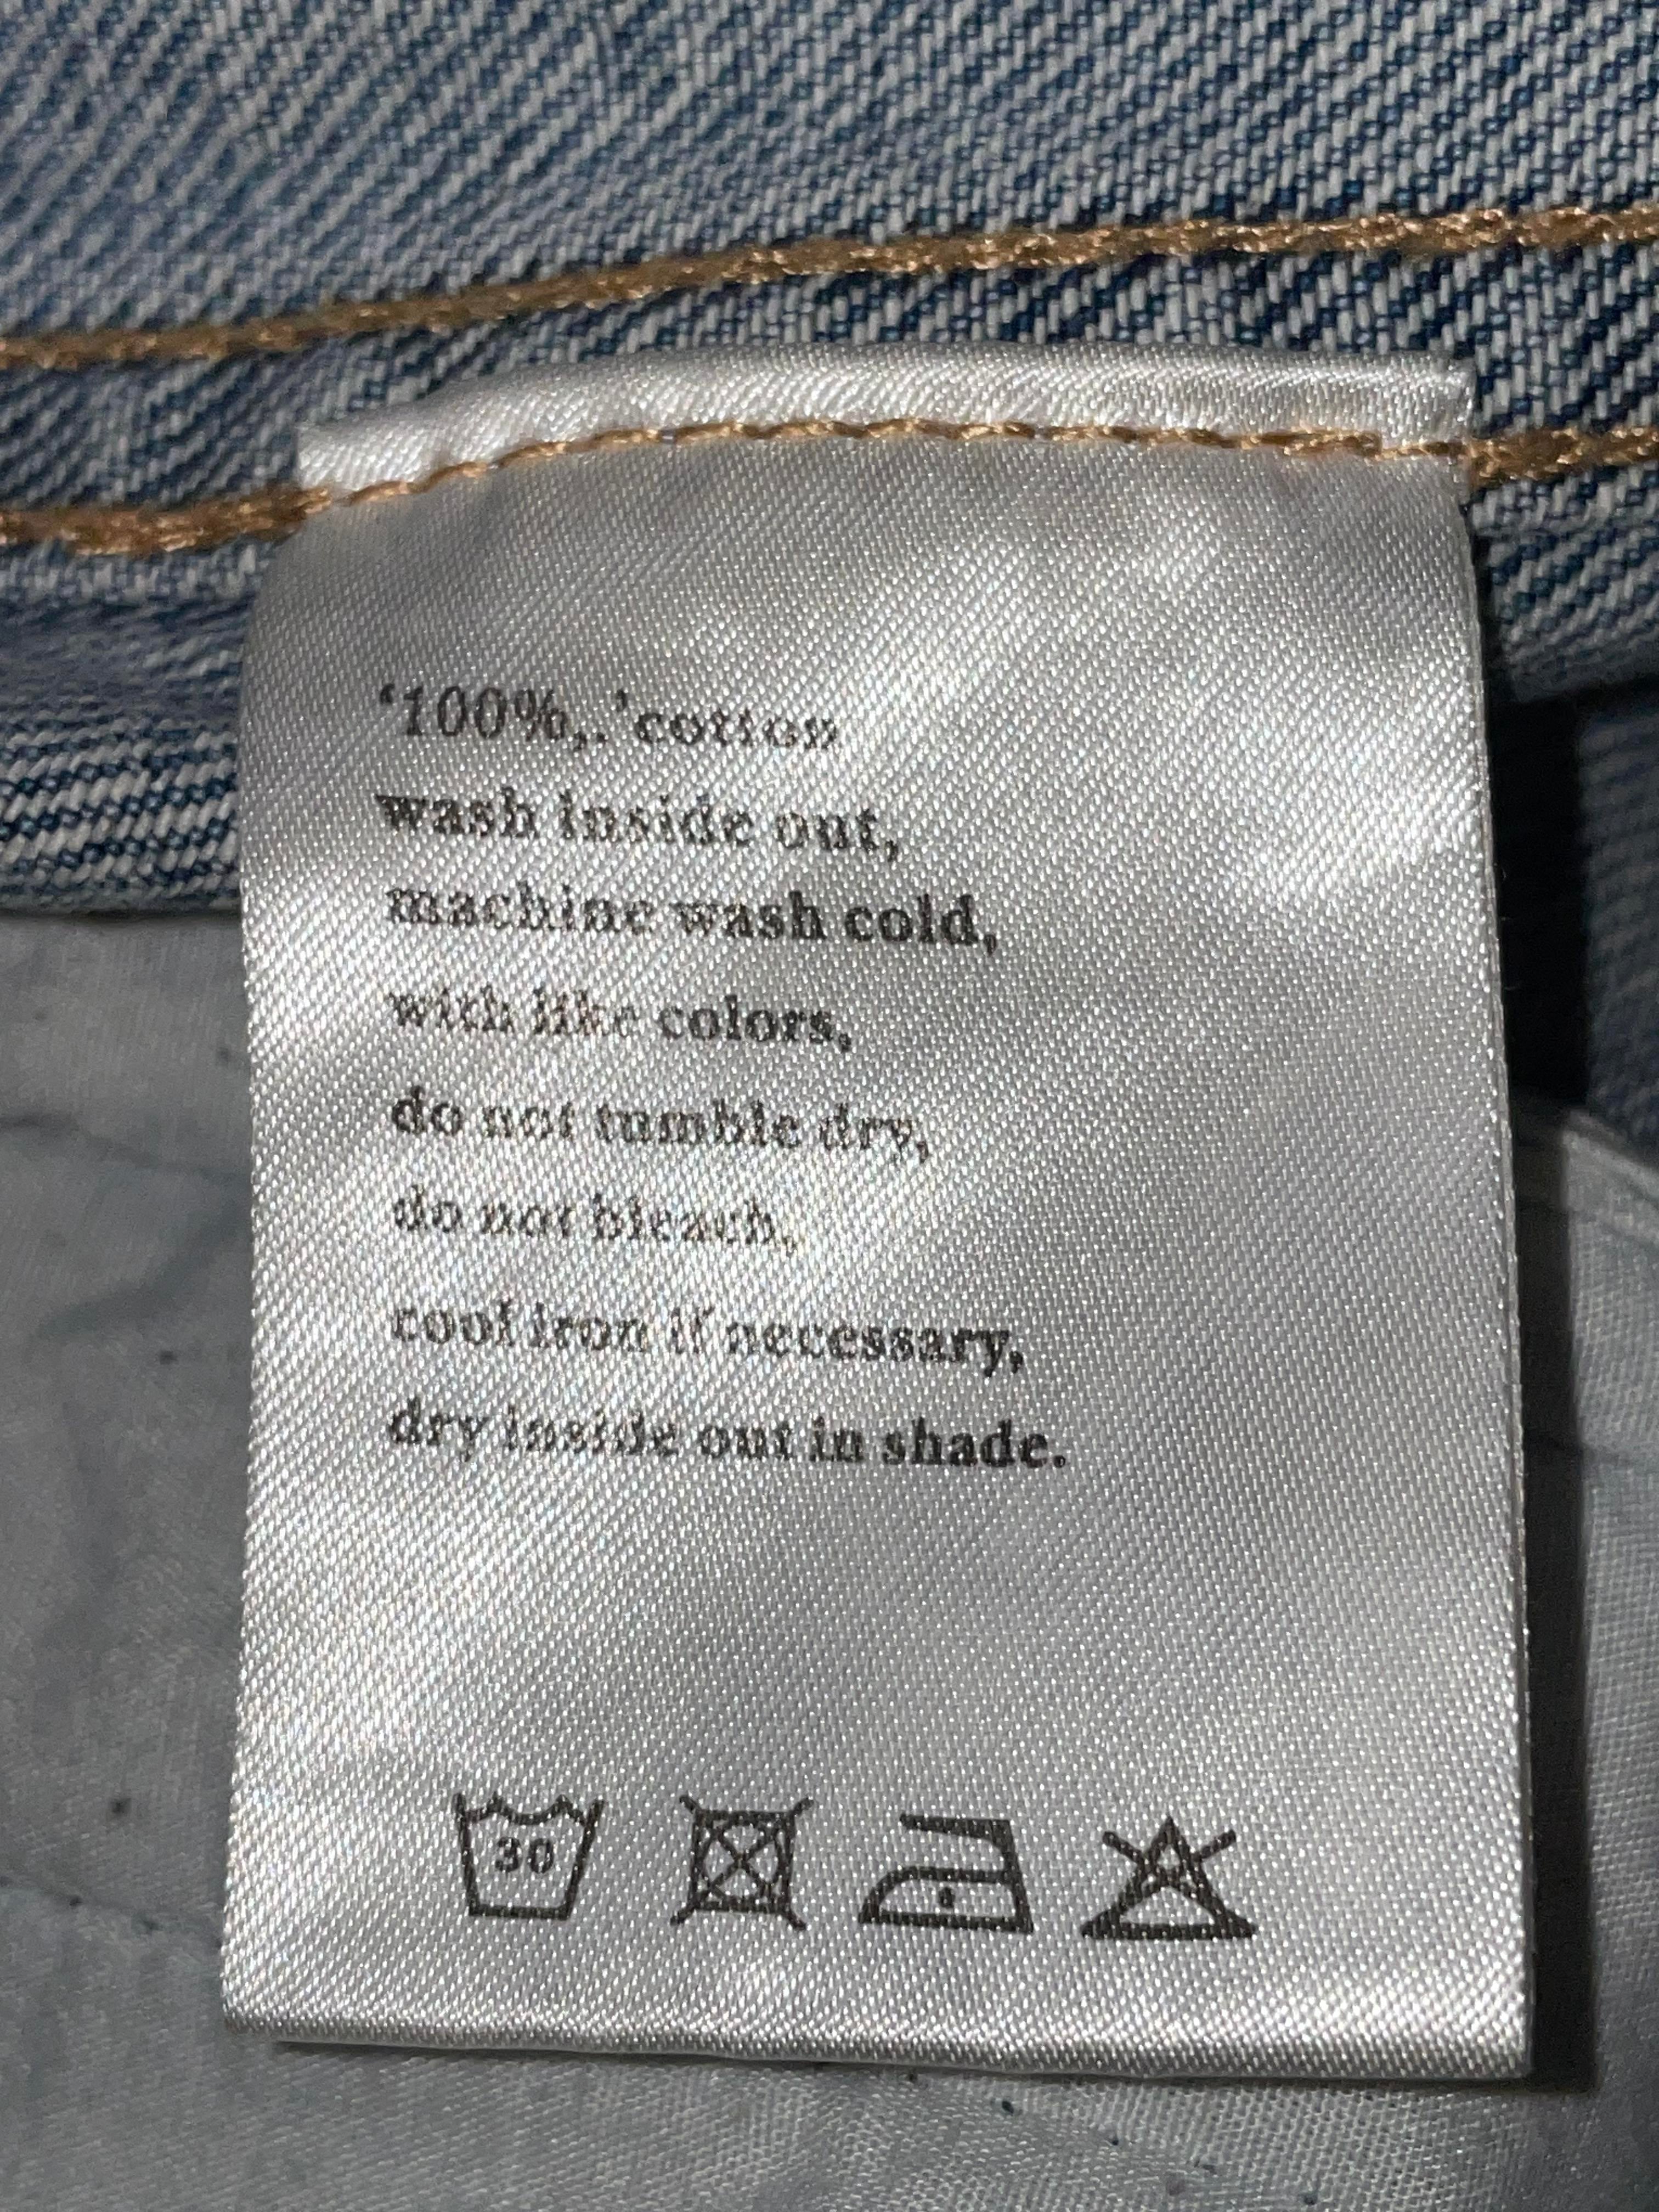 ‘100%,.’cotton
wash inside out,
machine wash cold,
with like colors,
do not tumble dry,
do not bleach,
cool iron if necessary,
dry inside out in shade.
30